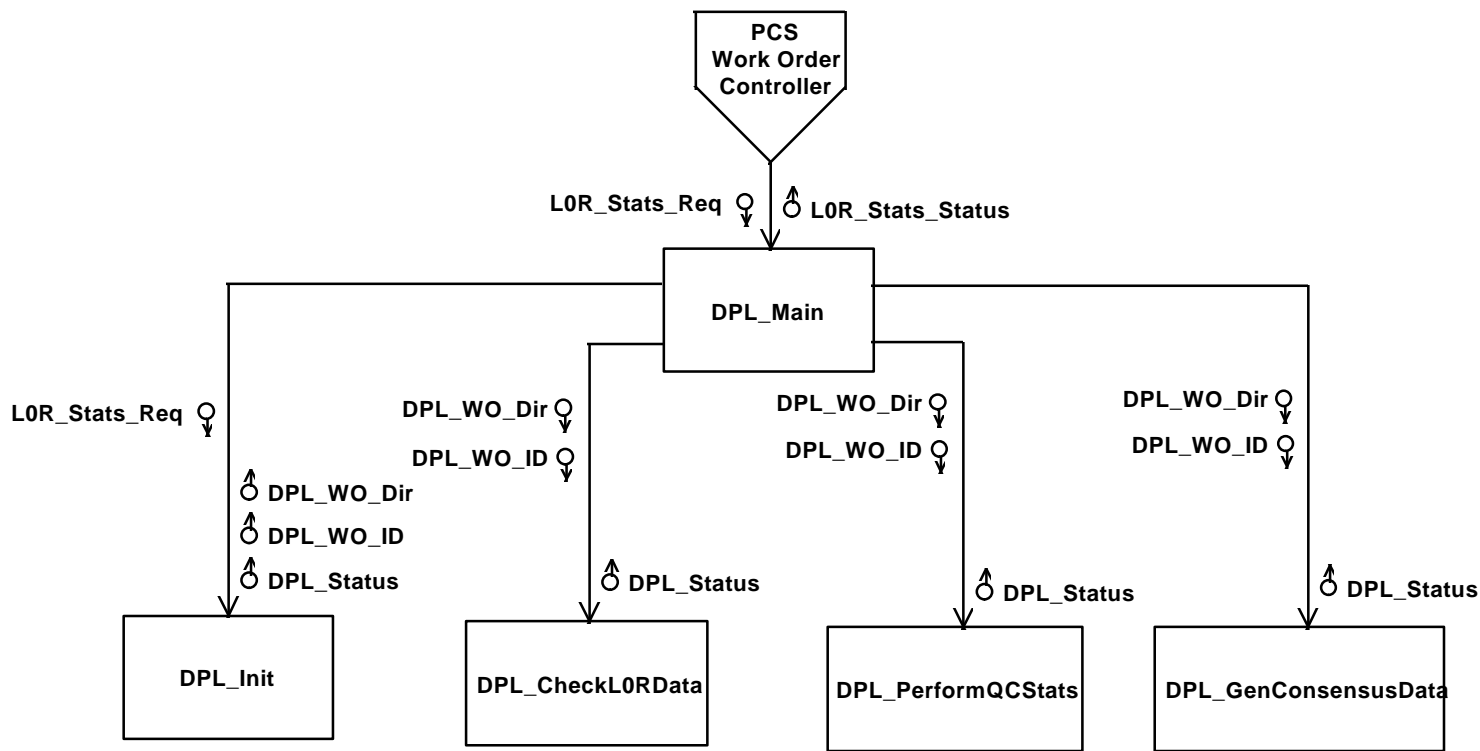 PCS
Work Order
Controller
L0R_Stats_Req
L0R_Stats_Status
DPL_Main
L0R_Stats_Req
DPL_WO_Dir
DPL_WO_ID
DPL_WO_Dir
DPL_WO_ID
DPL_WO_Dir
DPL_WO_ID
DPL_WO_Dir
DPL_WO_ID
DPL_Status
DPL_Status
DPL_Status
DPL_Status
DPL_Init
DPL_CheckL0RData
DPL_PerformQCStats
DPL_GenConsensusData